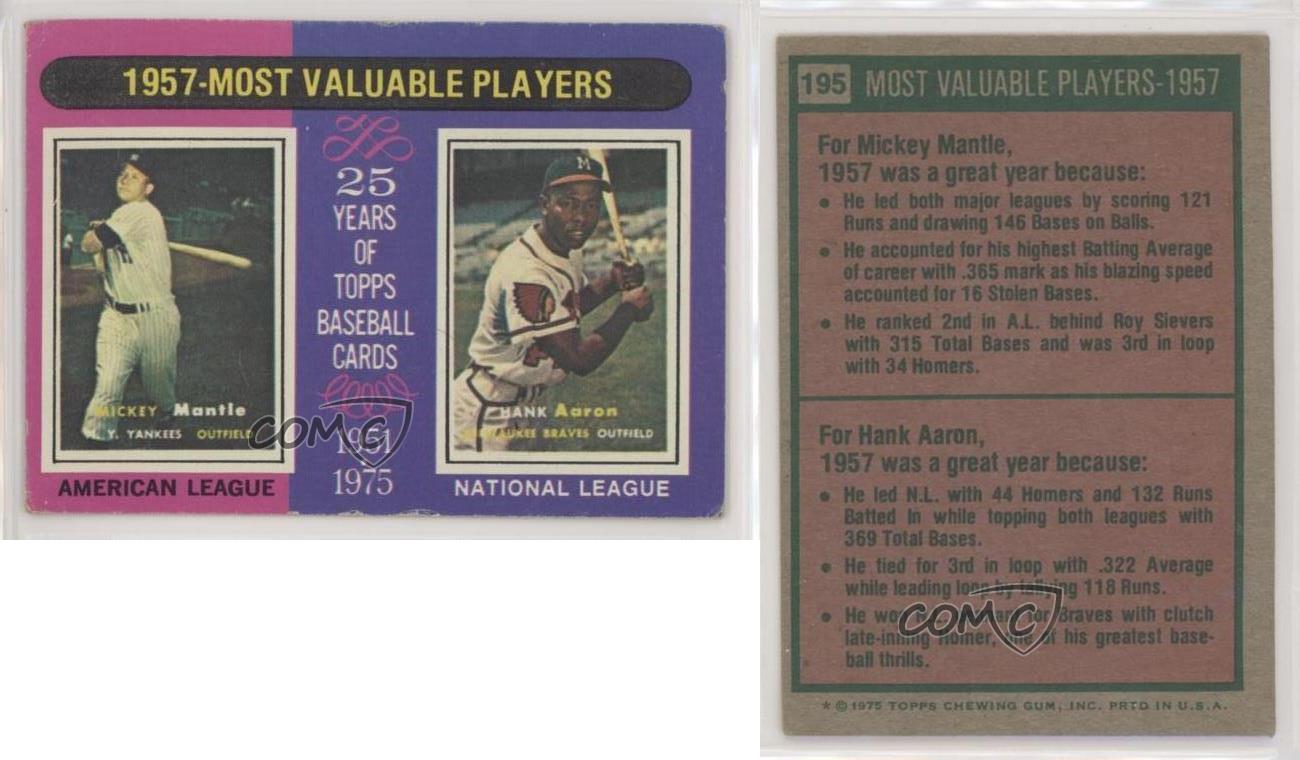 1957-MOST VALUABLE PLAYERS
M
25
YEARS
OF
TOPPS
BASEBALL
CARDS
1951
1975
MICKEY Mantle
N. Y. YANKEES OUTFIELD
HANK Aaron
BRAVES OUTFIELD
AMERICAN LEAGUE
NATIONAL LEAGUE
COMC
195 MOST VALUABLE PLAYERS-1957
For Mickey Mantle,
1957 was a great year because:
● He led both major leagues by scoring 121
Runs and drawing 146 Bases on Balls.
● He accounted for his highest Batting Average
of career with .365 mark as his blazing speed
accounted for 16 Stolen Bases.
● He ranked 2nd in A.L. behind Roy Sievers
with 315 Total Bases and was 3rd in loop
with 34 Homers.
For Hank Aaron,
1957 was a great year because:
● He led N.L. with 44 Homers and 132 Runs
Batted In while topping both leagues with
369 Total Bases.
● He tied for 3rd in loop with .322 Average
while leading loop by tallying 118 Runs.
● He for Braves with clutch
late-inning Homer, one of his greatest base-
ball thrills.
COMC
* © 1975 TOPPS CHEWING GUM, INC. PRTD IN U.S.A.